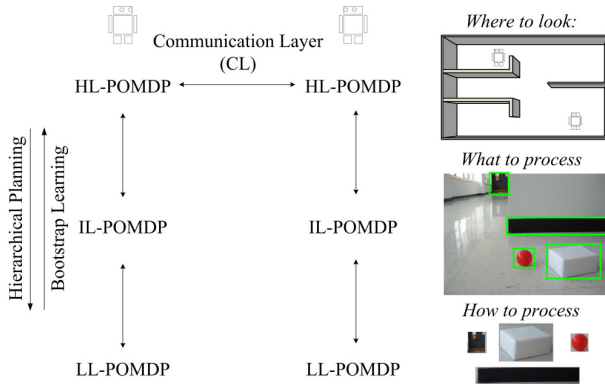 Communication Layer
(CL)
HL-POMDP
HL-POMDP
Hierarchical Planning
Bootstrap Learning
IL-POMDP
IL-POMDP
LL-POMDP
LL-POMDP
Where to look:
What to process
How to process